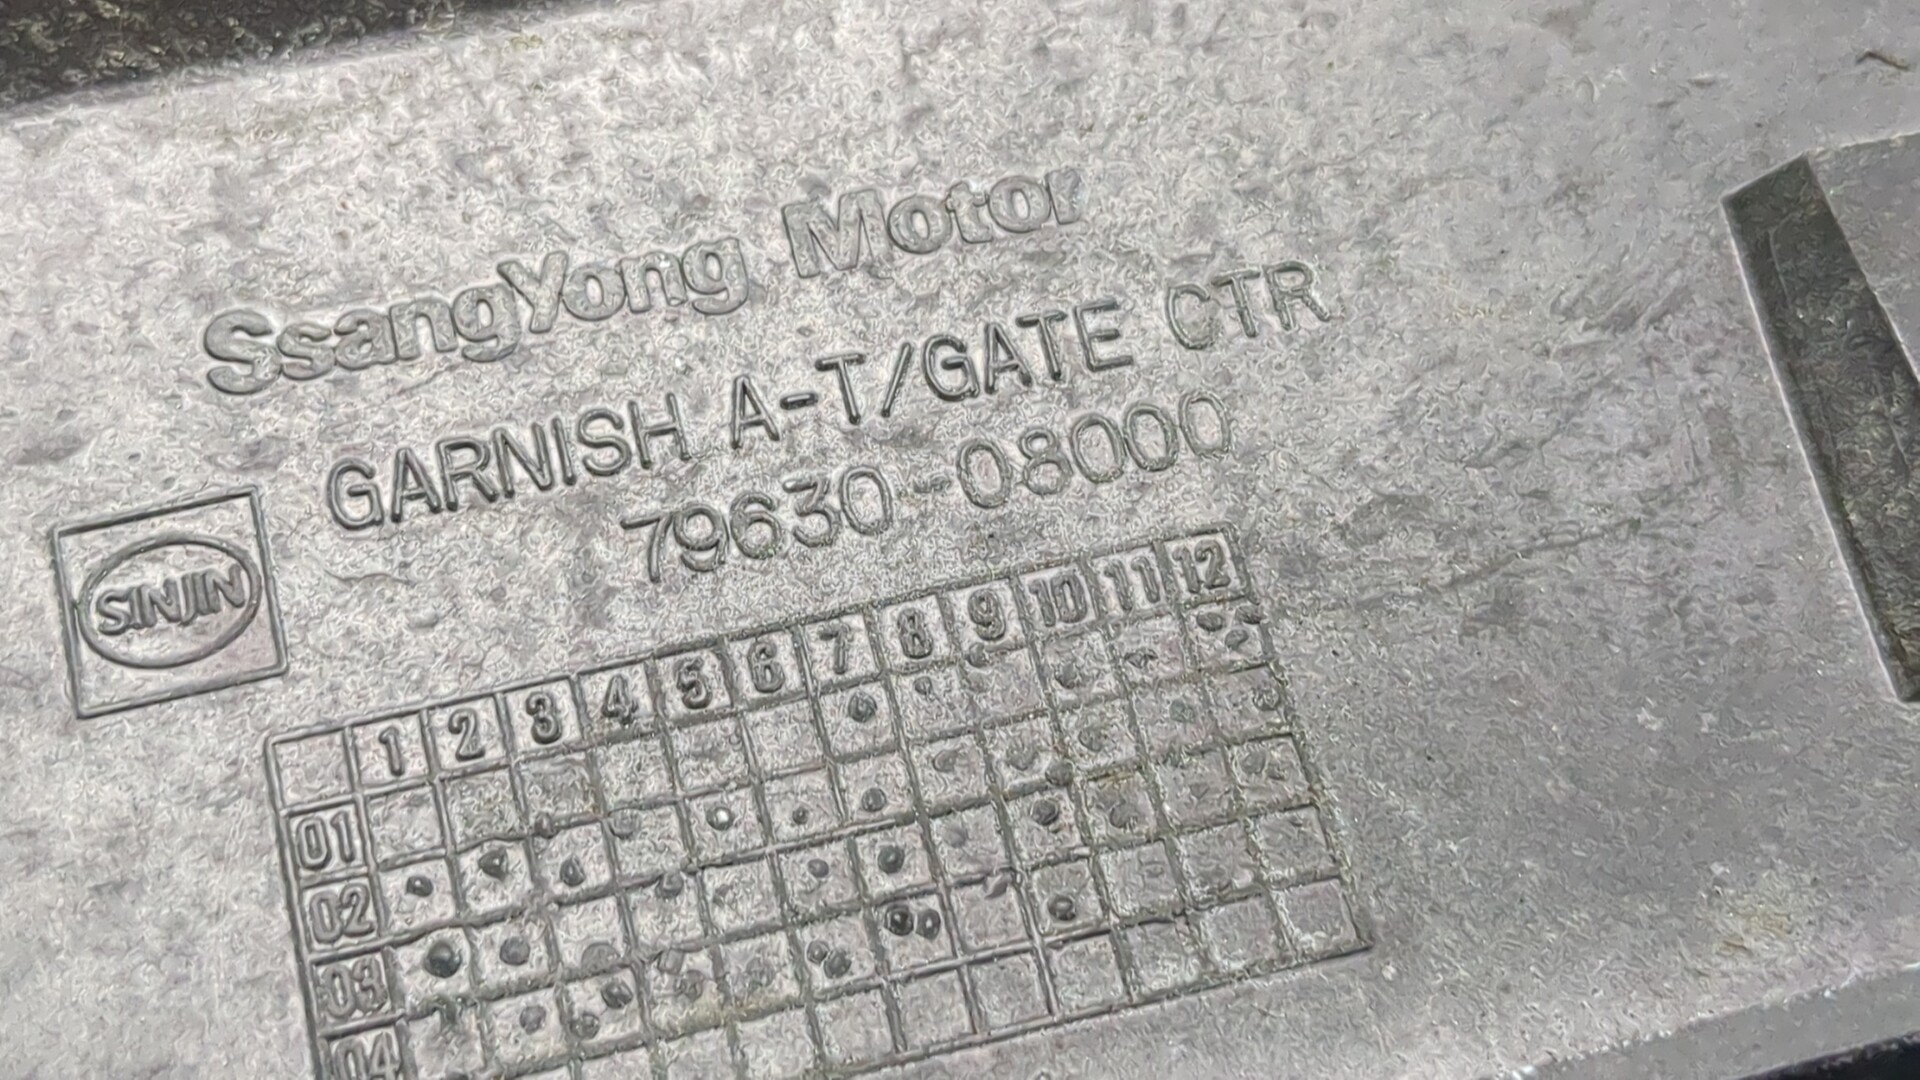 SsangYong Motor
GARNISH A-T/GATE CTR
79630-08000
SINJIN
1 2 3 4 5 6 7 8 9 10 11 12
01
02
03
04